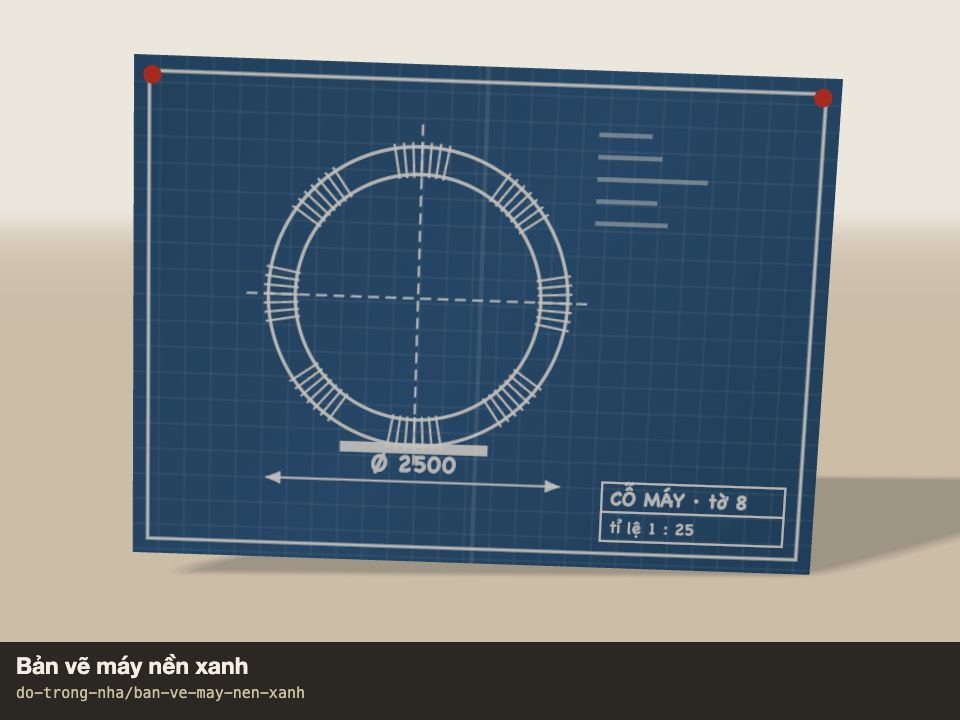 Ø 2500
CỖ MÁY · tờ 8
tỉ lệ 1 : 25
Bản vẽ máy nền xanh
do-trong-nha/ban-ve-may-nen-xanh